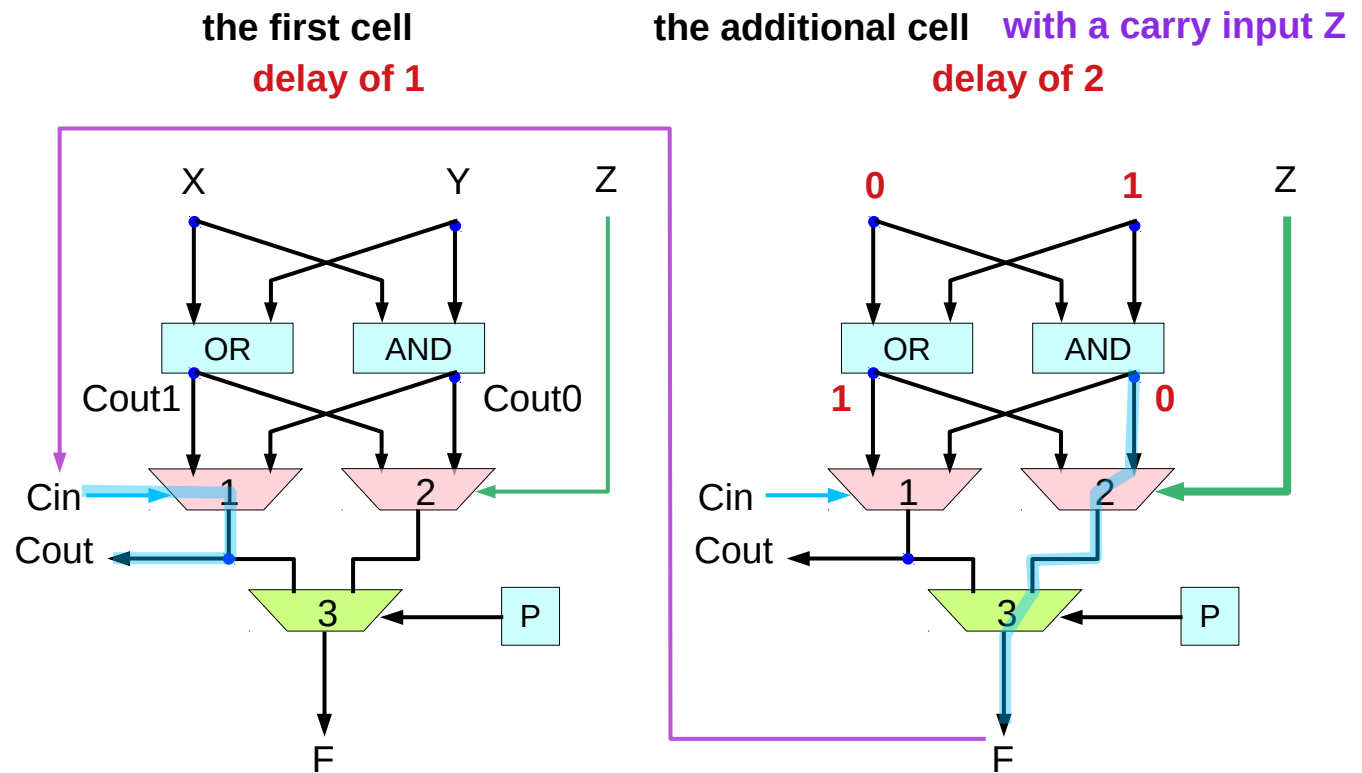 the first cell
the additional cell with a carry input Z
delay of 1
delay of 2
X Y Z
0 1 Z
OR AND
OR AND
Cout1 Cout0
1 0
Cin 1 2
Cin 1 2
Cout
Cout
3 P
3 P
F
F